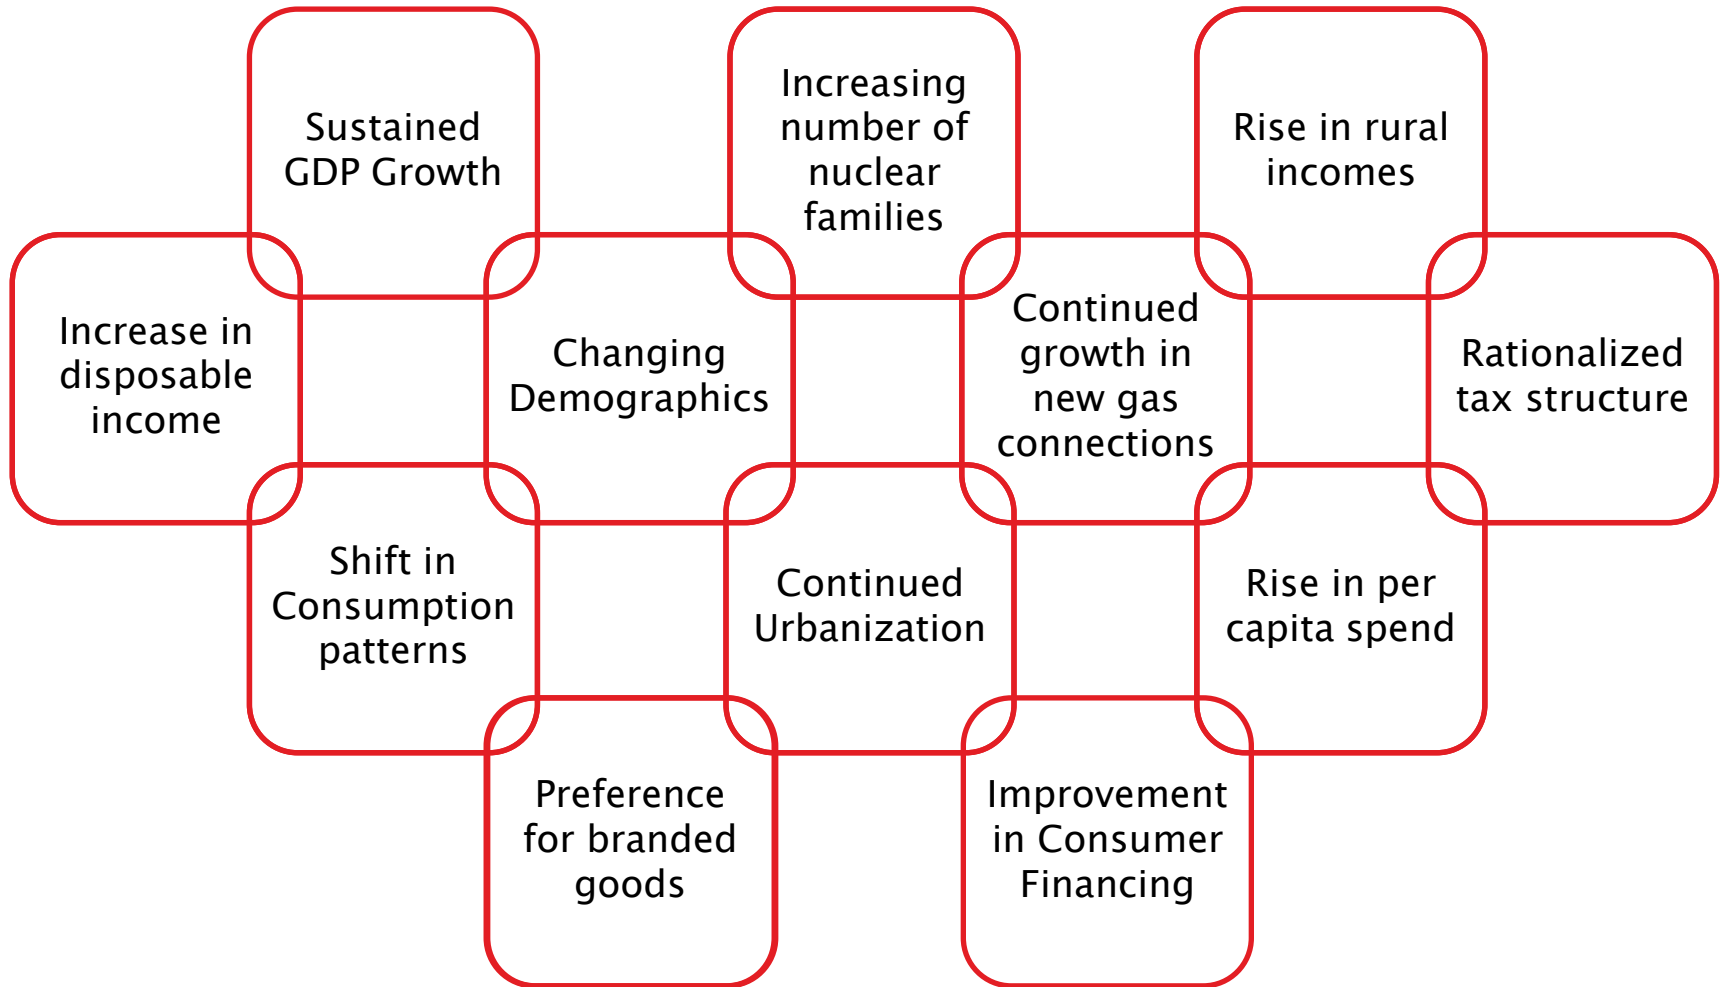 Sustained
GDP Growth
Increasing
number of
nuclear
families
Rise in rural
incomes
Increase in
disposable
income
Changing
Demographics
Continued
growth in
new gas
connections
Rationalized
tax structure
Shift in
Consumption
patterns
Continued
Urbanization
Rise in per
capita spend
Preference
for branded
goods
Improvement
in Consumer
Financing